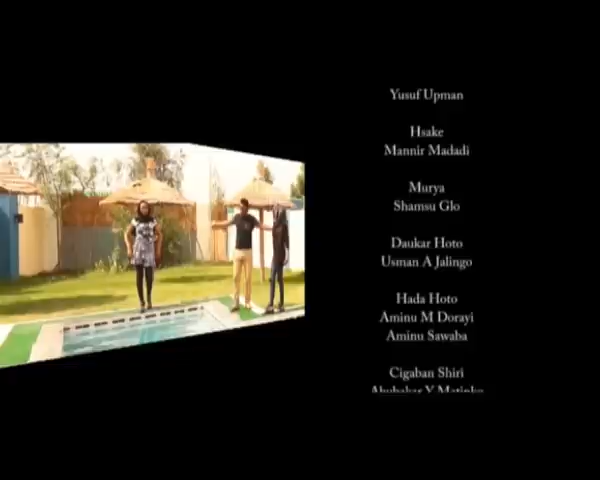 Yusuf Upman
Hsake
Mannir Madadi
Murya
Shamsu Glo
Daukar Hoto
Usman A Jalingo
Hada Hoto
Aminu M Dorayi
Aminu Sawaba
Cigaban Shiri
Abubakar Y